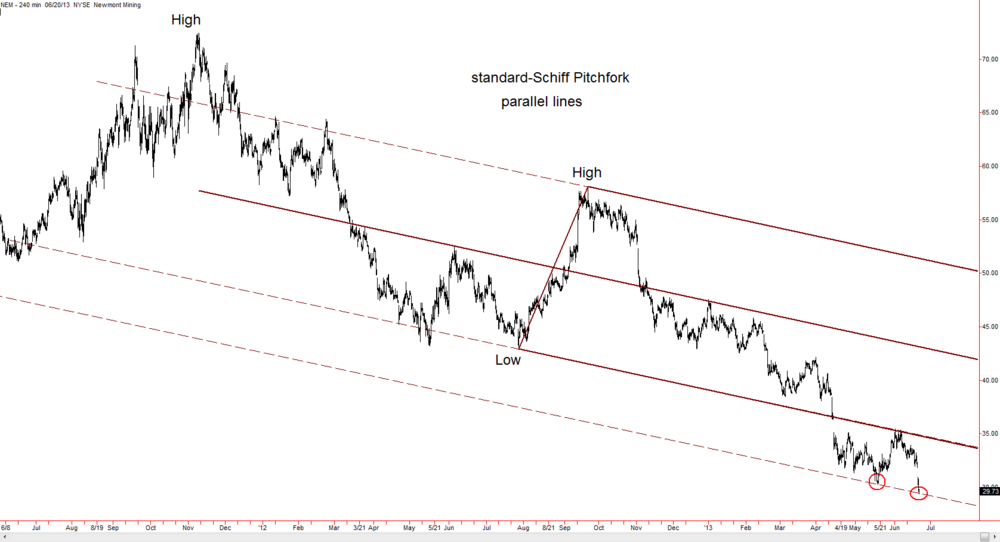 NEM - 240 min 06/20/13 NYSE Newmont Mining
High
standard-Schiff Pitchfork
parallel lines
High
Low
70.00
65.00
60.00
55.00
50.00
45.00
40.00
35.00
30.00
29.73
6/8 Jul Aug 8/19 Sep Oct Nov Dec '12 Feb 3/21 Apr May 5/21 Jun Aug 8/21 Sep Oct Nov Dec '13 Feb Mar Apr 4/19 May 5/21 Jun Jul